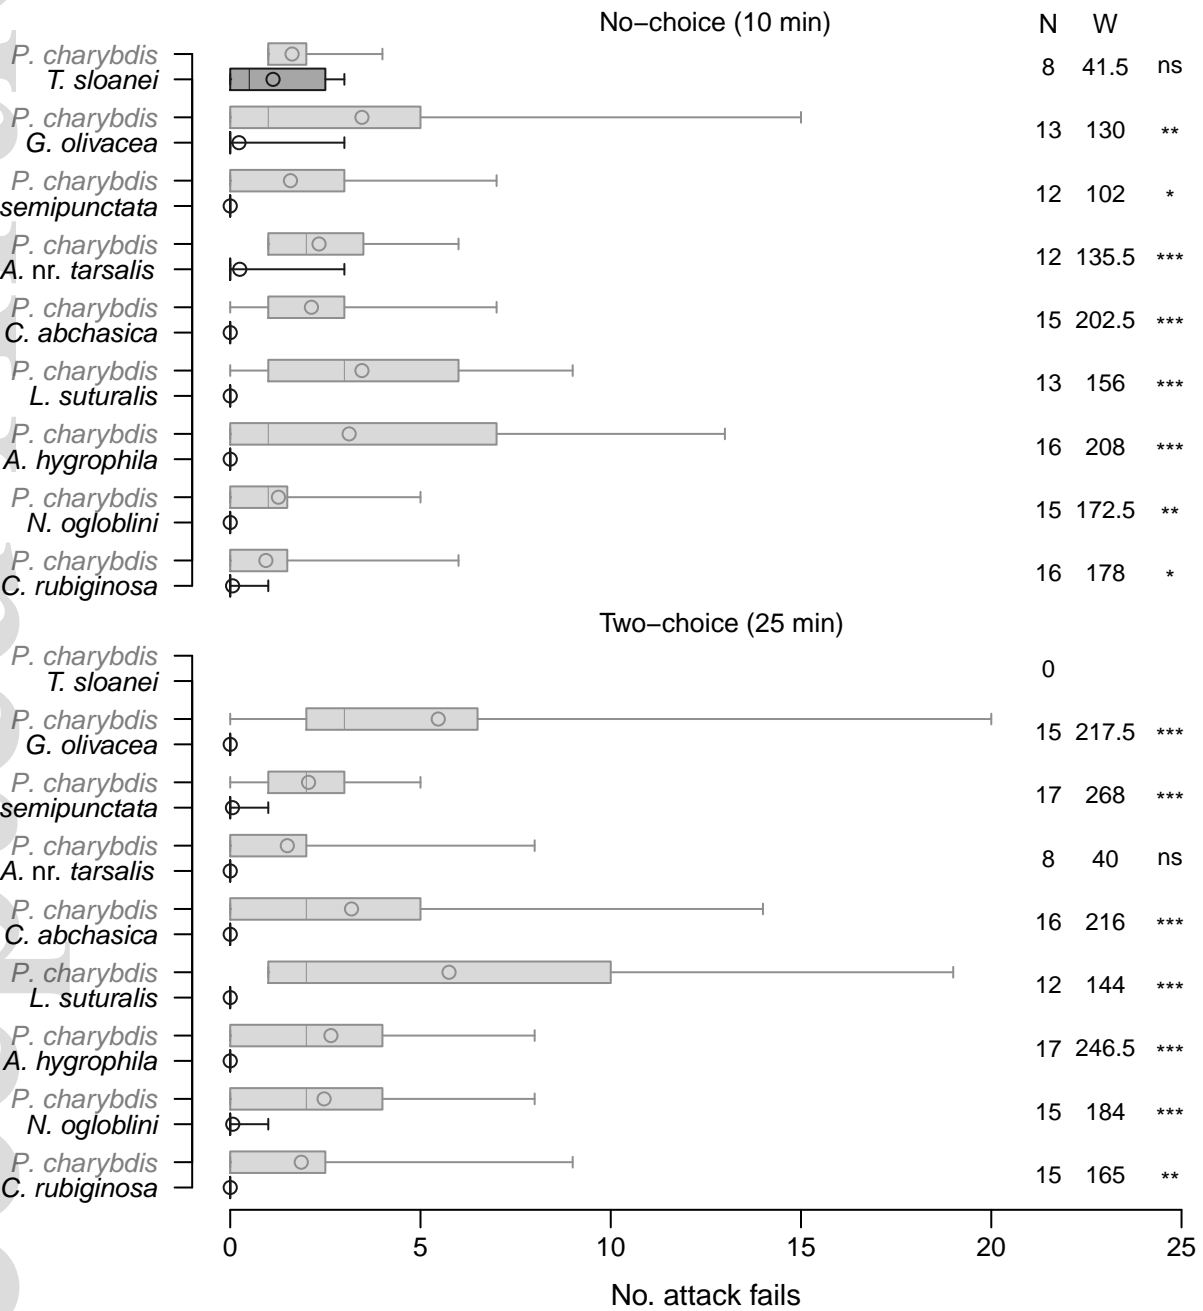 No−choice (10 min) N W
P. charybdis
T. sloanei 8 41.5 ns
P. charybdis
G. olivacea 13 130 **
P. charybdis
semipunctata 12 102 *
P. charybdis
A. nr. tarsalis 12 135.5 ***
P. charybdis
C. abchasica 15 202.5 ***
P. charybdis
L. suturalis 13 156 ***
P. charybdis
A. hygrophila 16 208 ***
P. charybdis
N. ogloblini 15 172.5 **
P. charybdis
C. rubiginosa 16 178 *
Two−choice (25 min)
P. charybdis
T. sloanei 0
P. charybdis
G. olivacea 15 217.5 ***
P. charybdis
semipunctata 17 268 ***
P. charybdis
A. nr. tarsalis 8 40 ns
P. charybdis
C. abchasica 16 216 ***
P. charybdis
L. suturalis 12 144 ***
P. charybdis
A. hygrophila 17 246.5 ***
P. charybdis
N. ogloblini 15 184 ***
P. charybdis
C. rubiginosa 15 165 **
0 5 10 15 20 25
No. attack fails